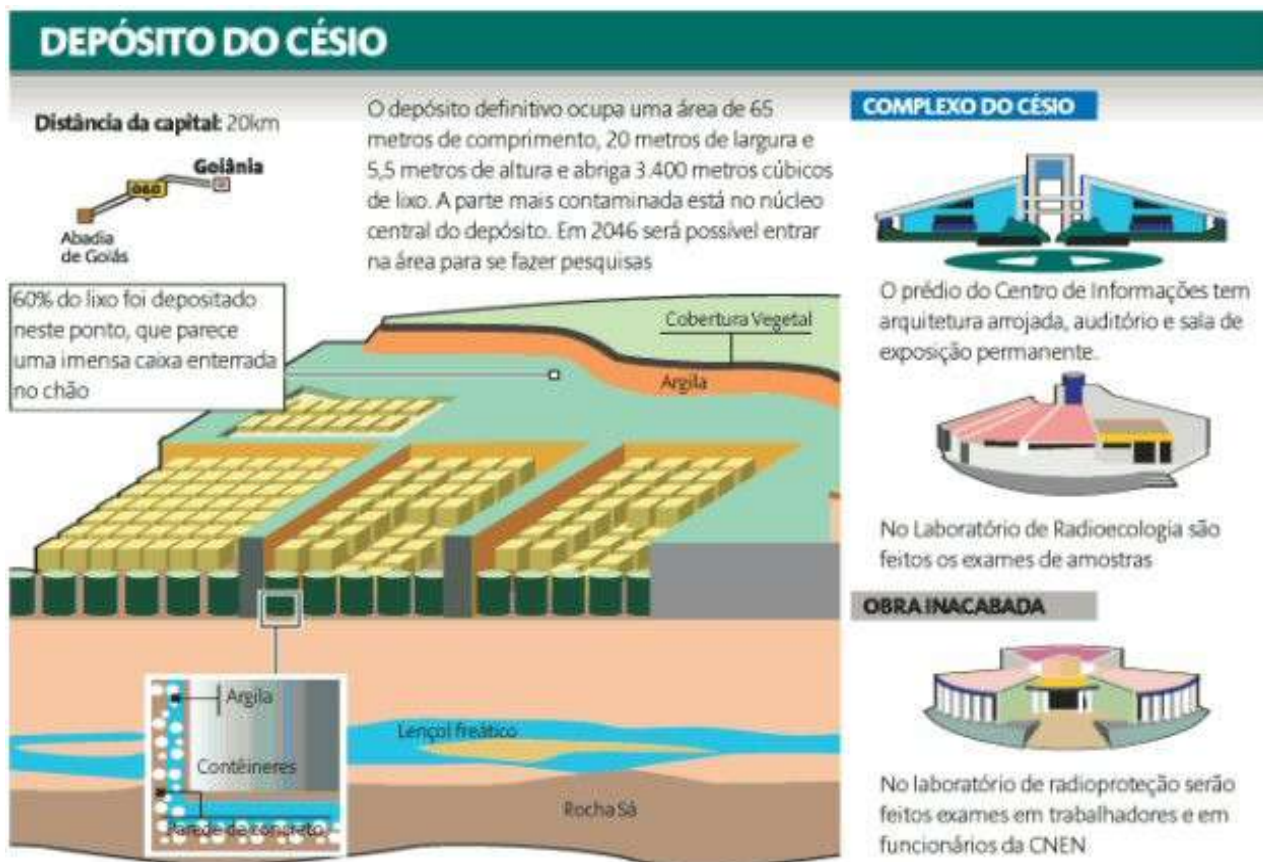 DEPÓSITO DO CÉSIO
Distância da capital: 20km
Goiânia
060
Abadia
de Goiás
O depósito definitivo ocupa uma área de 65
metros de comprimento, 20 metros de largura e
5,5 metros de altura e abriga 3.400 metros cúbicos
de lixo. A parte mais contaminada está no núcleo
central do depósito. Em 2046 será possível entrar
na área para se fazer pesquisas
60% do lixo foi depositado
neste ponto, que parece
uma imensa caixa enterrada
no chão
Cobertura Vegetal
Argila
Argila
Contêineres
Parede de concreto
Lençol freático
Rocha Sã
COMPLEXO DO CÉSIO
O prédio do Centro de Informações tem
arquitetura arrojada, auditório e sala de
exposição permanente.
No Laboratório de Radioecologia são
feitos os exames de amostras
OBRA INACABADA
No laboratório de radioproteção serão
feitos exames em trabalhadores e em
funcionários da CNEN